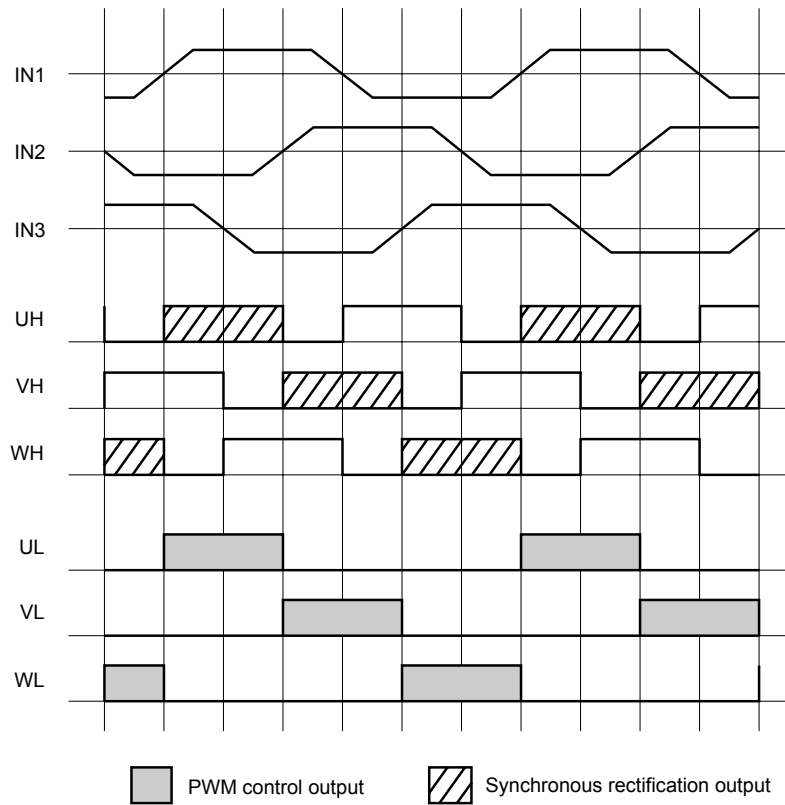 IN1
IN2
IN3
UH
VH
WH
UL
VL
WL
PWM control output
Synchronous rectification output